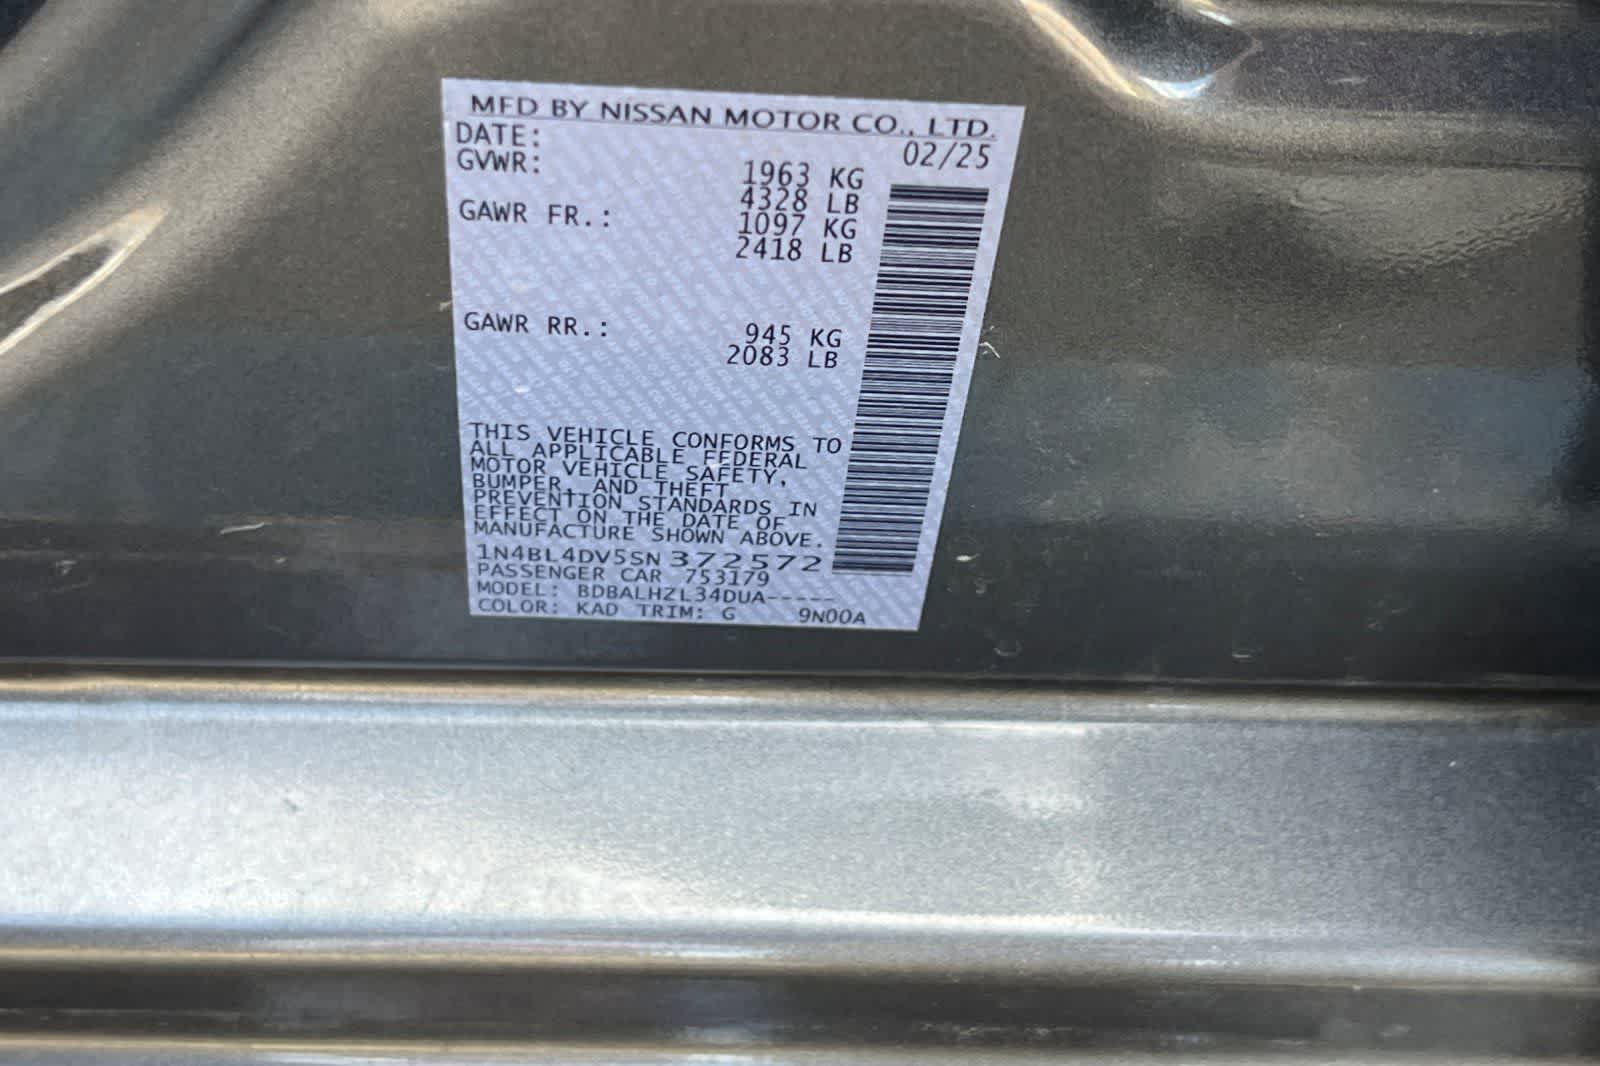 MFD BY NISSAN MOTOR CO., LTD.
DATE: 02/25
GVWR: 1963 KG
4328 LB
GAWR FR.: 1097 KG
2418 LB
GAWR RR.: 945 KG
2083 LB
THIS VEHICLE CONFORMS TO
ALL APPLICABLE FEDERAL
MOTOR VEHICLE SAFETY,
BUMPER, AND THEFT
PREVENTION STANDARDS IN
EFFECT ON THE DATE OF
MANUFACTURE SHOWN ABOVE.
1N4BL4DV5SN372572
PASSENGER CAR 753179
MODEL: BDBALHZL34DUA-----
COLOR: KAD TRIM: G 9N00A